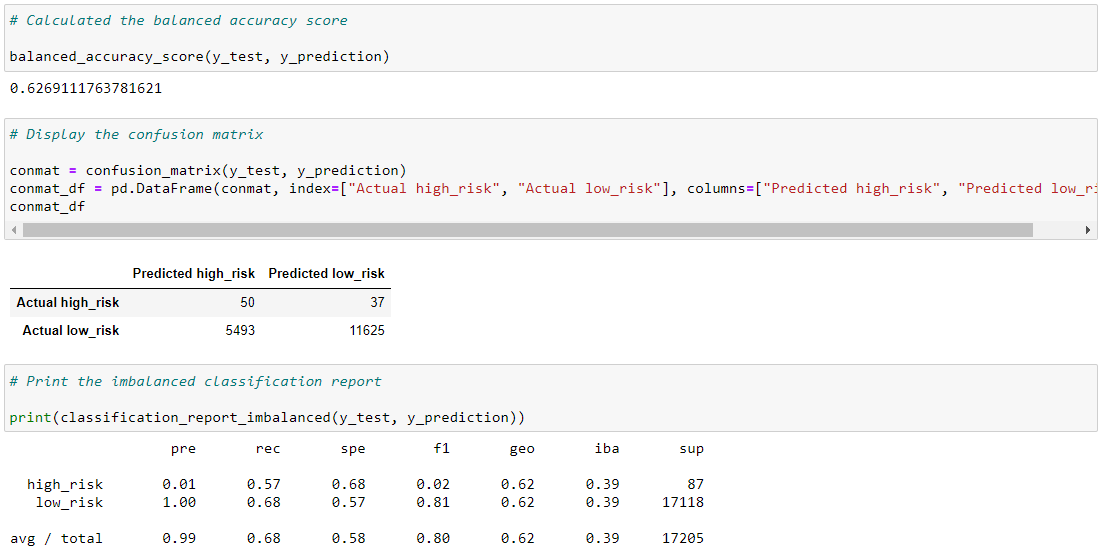 # Calculated the balanced accuracy score
balanced_accuracy_score(y_test, y_prediction)
0.6269111763781621
# Display the confusion matrix
conmat = confusion_matrix(y_test, y_prediction)
conmat_df = pd.DataFrame(conmat, index=["Actual high_risk", "Actual low_risk"], columns=["Predicted high_risk", "Predicted low_ri
conmat_df
Predicted high_risk Predicted low_risk
Actual high_risk 50 37
Actual low_risk 5493 11625
# Print the imbalanced classification report
print(classification_report_imbalanced(y_test, y_prediction))
pre rec spe f1 geo iba sup
high_risk 0.01 0.57 0.68 0.02 0.62 0.39 87
low_risk 1.00 0.68 0.57 0.81 0.62 0.39 17118
avg / total 0.99 0.68 0.58 0.80 0.62 0.39 17205